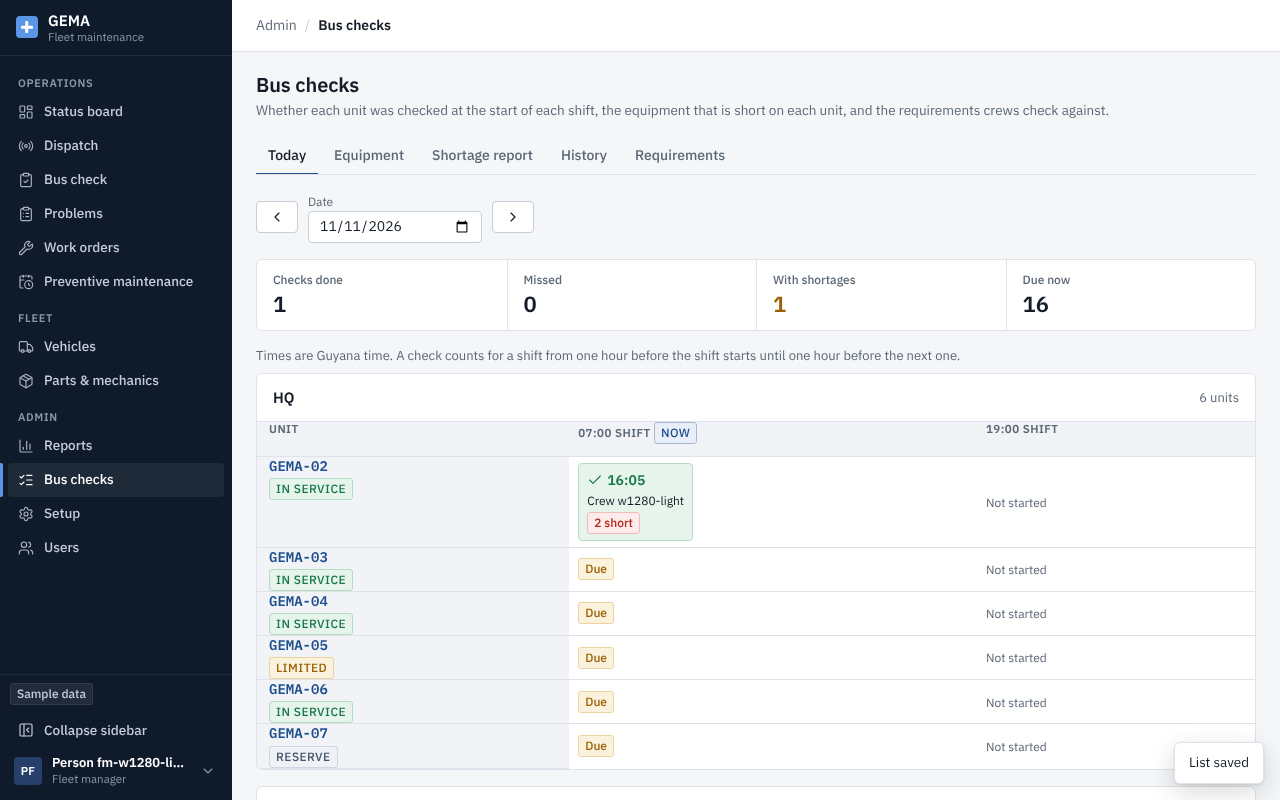 GEMA
Fleet maintenance
OPERATIONS
Status board
Dispatch
Bus check
Problems
Work orders
Preventive maintenance
FLEET
Vehicles
Parts & mechanics
ADMIN
Reports
Bus checks
Setup
Users
Sample data
Collapse sidebar
PF
Person fm-w1280-li...
Fleet manager
Admin / Bus checks
Bus checks
Whether each unit was checked at the start of each shift, the equipment that is short on each unit, and the requirements crews check against.
Today Equipment Shortage report History Requirements
Date
11/11/2026
Checks done Missed With shortages Due now
1 0 1 16
Times are Guyana time. A check counts for a shift from one hour before the shift starts until one hour before the next one.
HQ 6 units
UNIT 07:00 SHIFT NOW 19:00 SHIFT
GEMA-02
IN SERVICE
16:05
Crew w1280-light
2 short
Not started
GEMA-03
IN SERVICE
Due
Not started
GEMA-04
IN SERVICE
Due
Not started
GEMA-05
LIMITED
Due
Not started
GEMA-06
IN SERVICE
Due
Not started
GEMA-07
RESERVE
Due
Not started
List saved